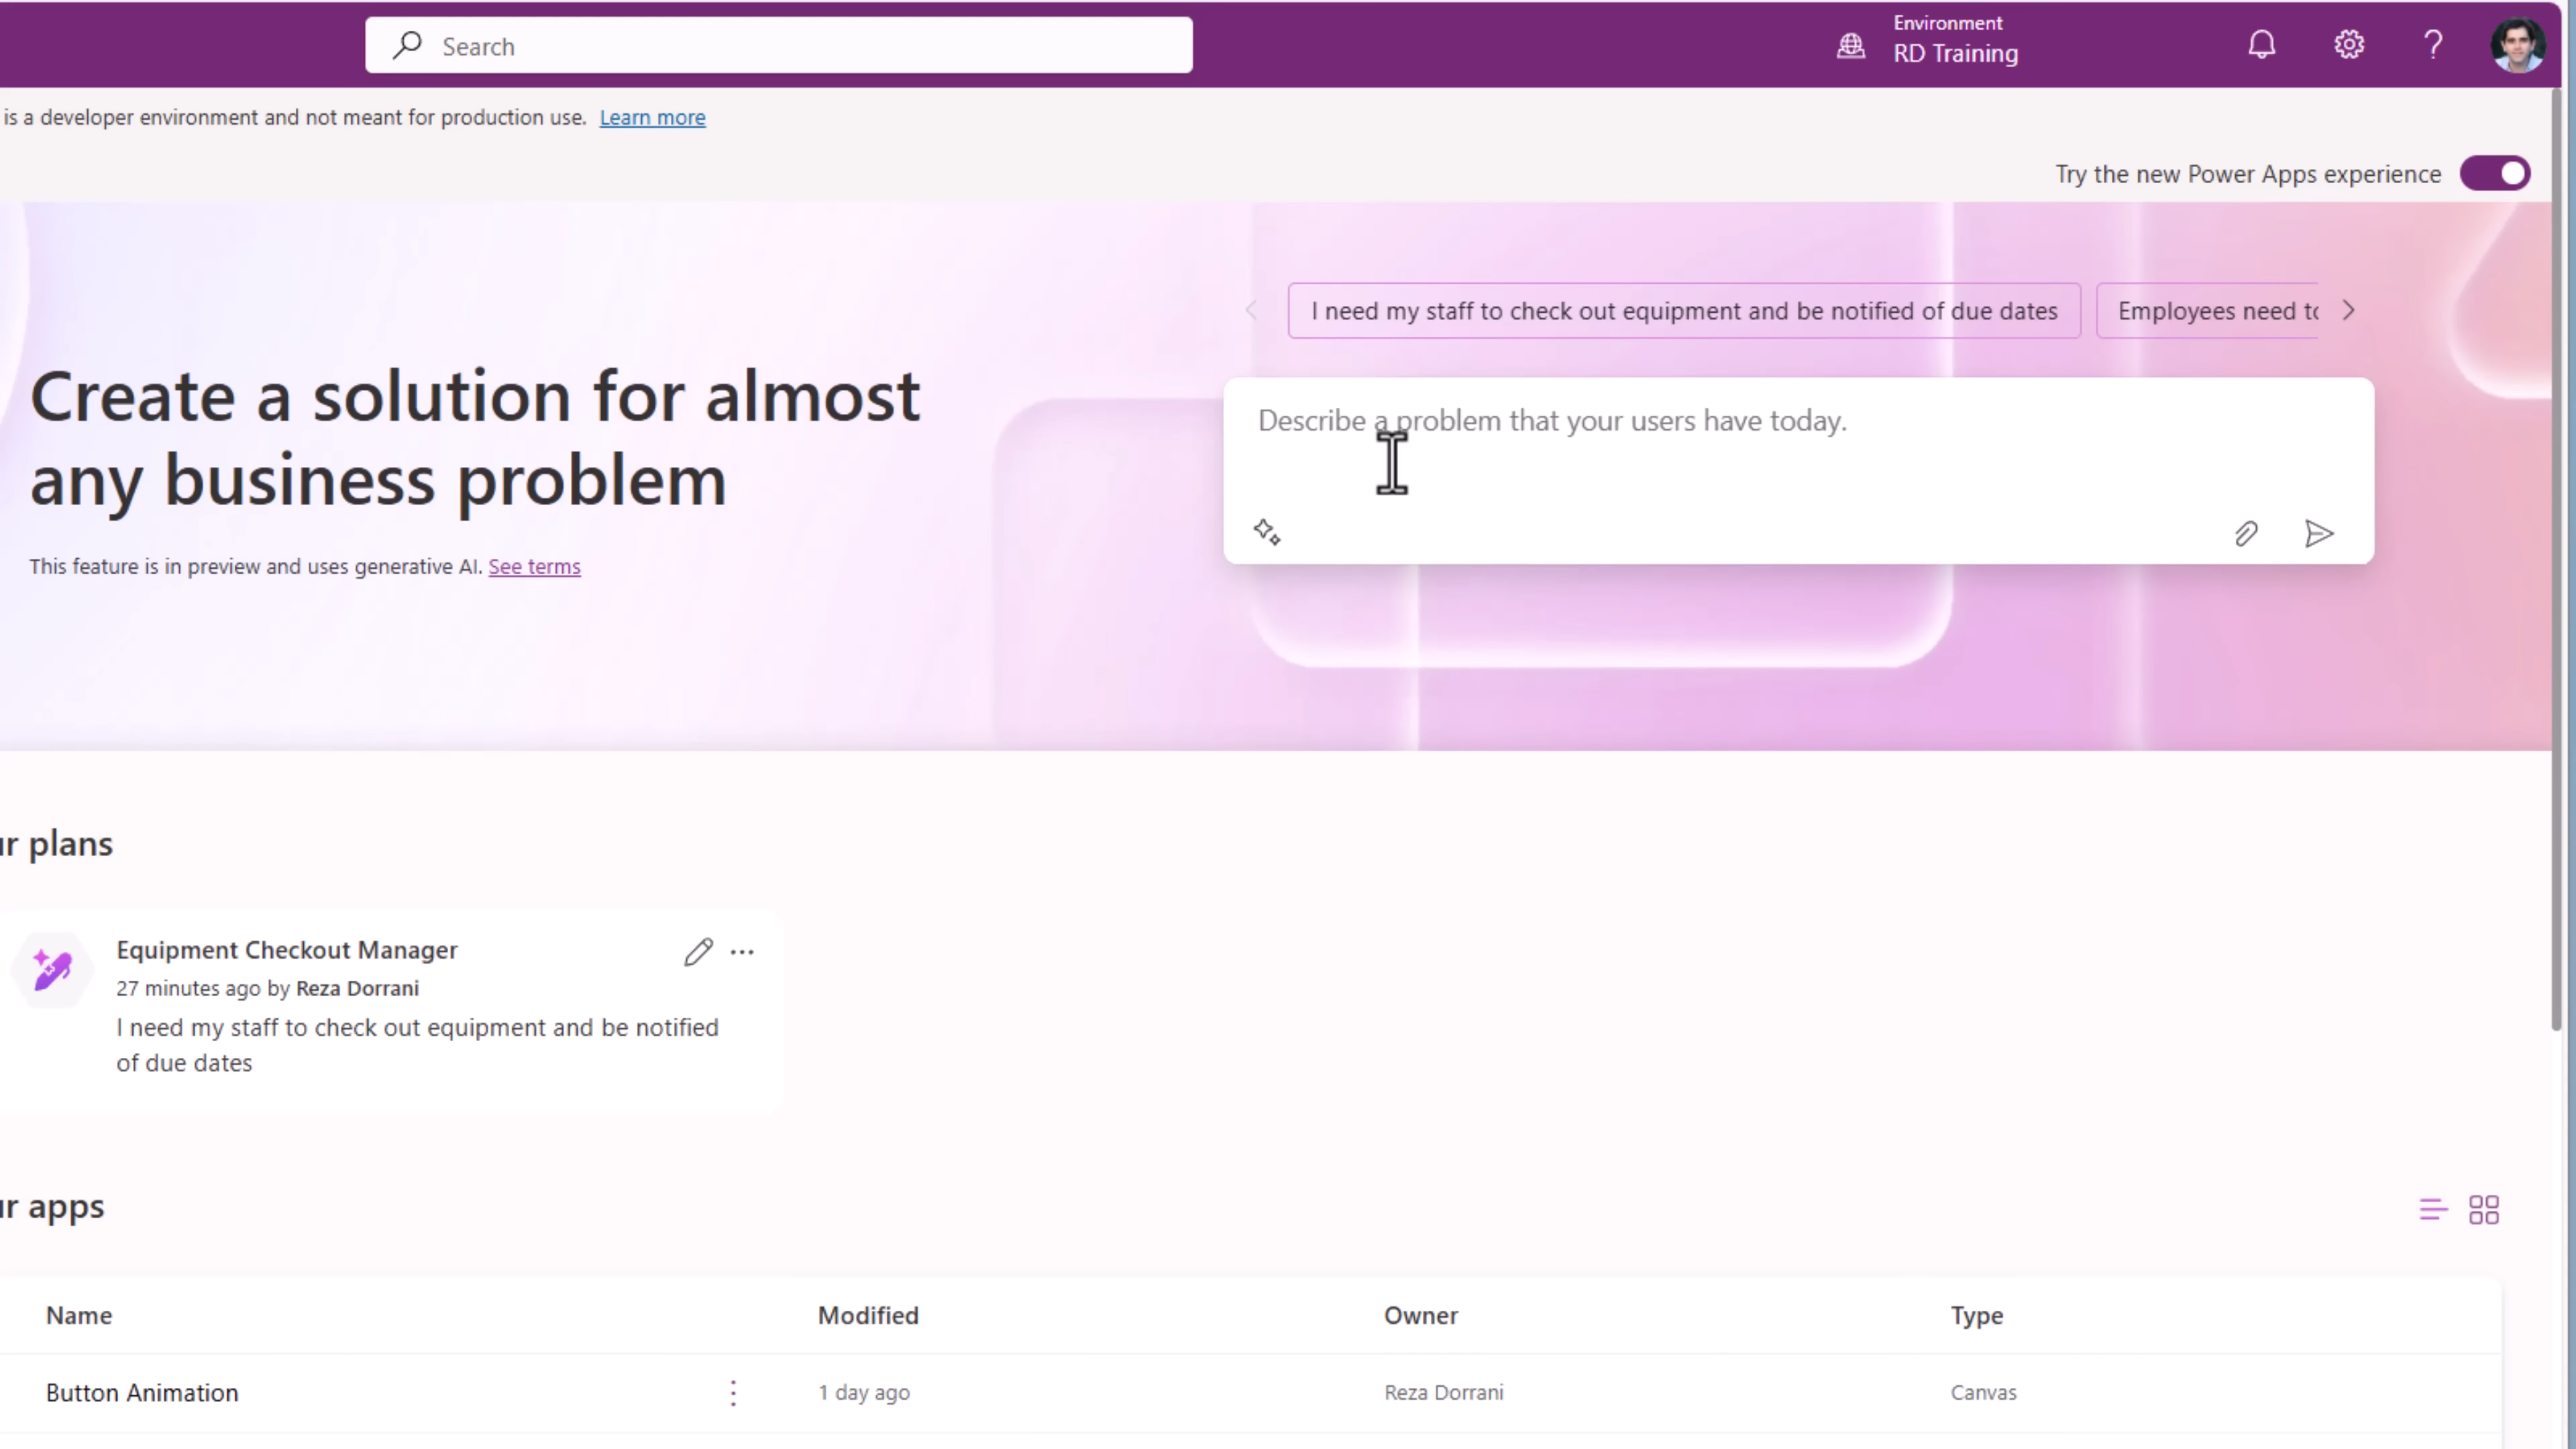 Search
Environment
RD Training
is a developer environment and not meant for production use. Learn more
Try the new Power Apps experience
I need my staff to check out equipment and be notified of due dates
Employees need to
Create a solution for almost
any business problem
Describe a problem that your users have today.
This feature is in preview and uses generative AI. See terms
ur plans
Equipment Checkout Manager
27 minutes ago by Reza Dorrani
I need my staff to check out equipment and be notified
of due dates
ur apps
Name Modified Owner Type
Button Animation 1 day ago Reza Dorrani Canvas